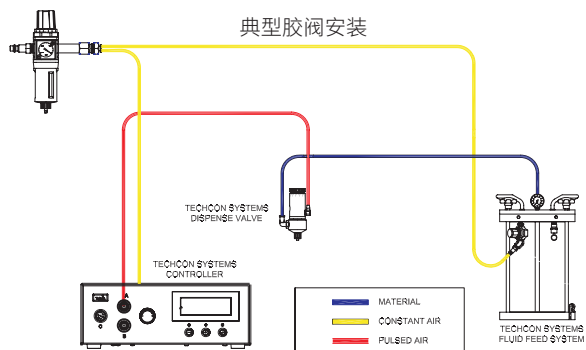 典型胶阀安装
TECHCON SYSTEMS
DISPENSE VALVE
TECHCON SYSTEMS
CONTROLLER
A
B
MATERIAL
CONSTANT AIR
PULSED AIR
TECHCON SYSTEMS
FLUID FEED SYSTEM